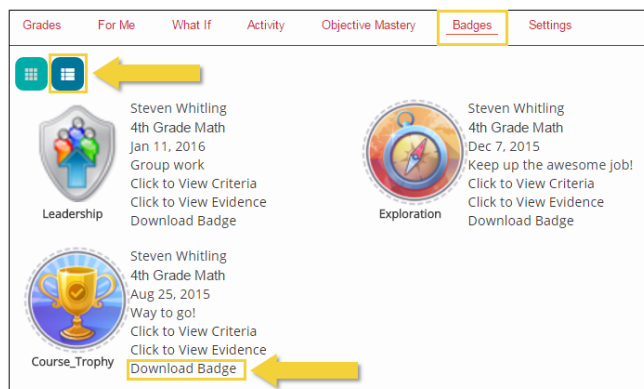 Grades For Me What If Activity Objective Mastery Badges Settings
Steven Whitling
4th Grade Math
Jan 11, 2016
Group work
Click to View Criteria
Click to View Evidence
Download Badge
Leadership
Steven Whitling
4th Grade Math
Dec 7, 2015
Keep up the awesome job!
Click to View Criteria
Click to View Evidence
Download Badge
Exploration
Steven Whitling
4th Grade Math
Aug 25, 2015
Way to go!
Click to View Criteria
Click to View Evidence
Download Badge
Course_Trophy